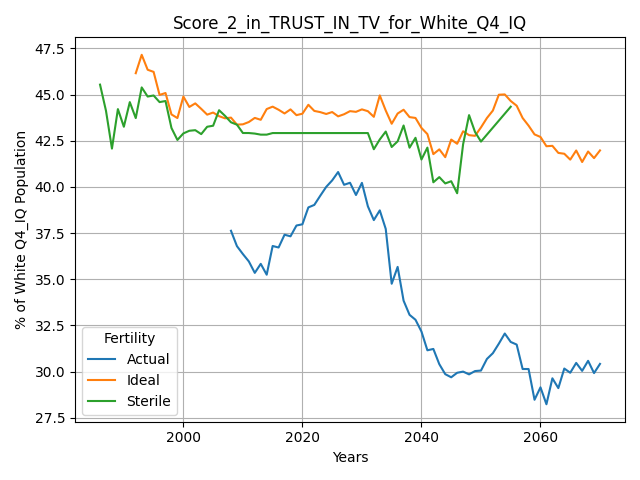 Score_2_in_TRUST_IN_TV_for_White_Q4_IQ
% of White Q4_IQ Population
47.5
45.0
42.5
40.0
37.5
35.0
32.5
30.0
27.5
Fertility
Actual
Ideal
Sterile
2000 2020 2040 2060
Years